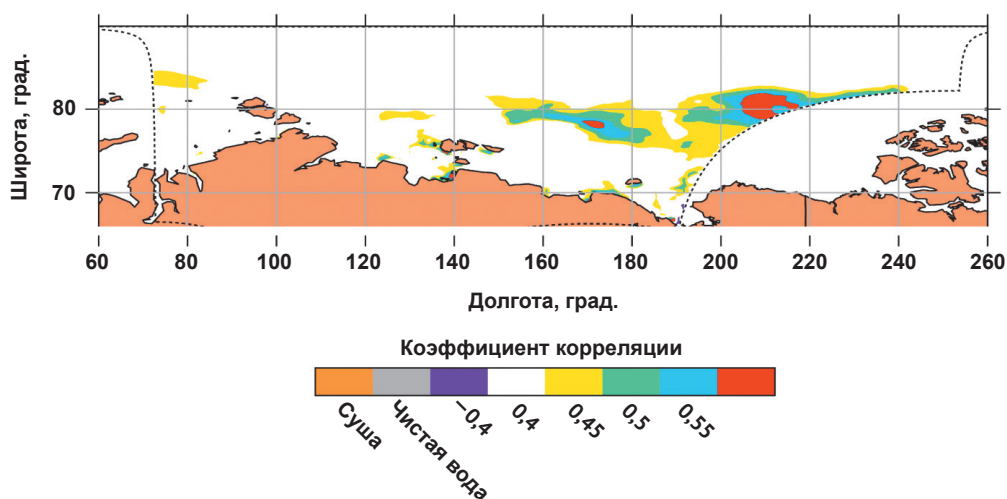 Широта, град.
80
70
60 80 100 120 140 160 180 200 220 240 260
Долгота, град.
Коэффициент корреляции
Суша Чистая вода –0,4 0,4 0,45 0,5 0,55